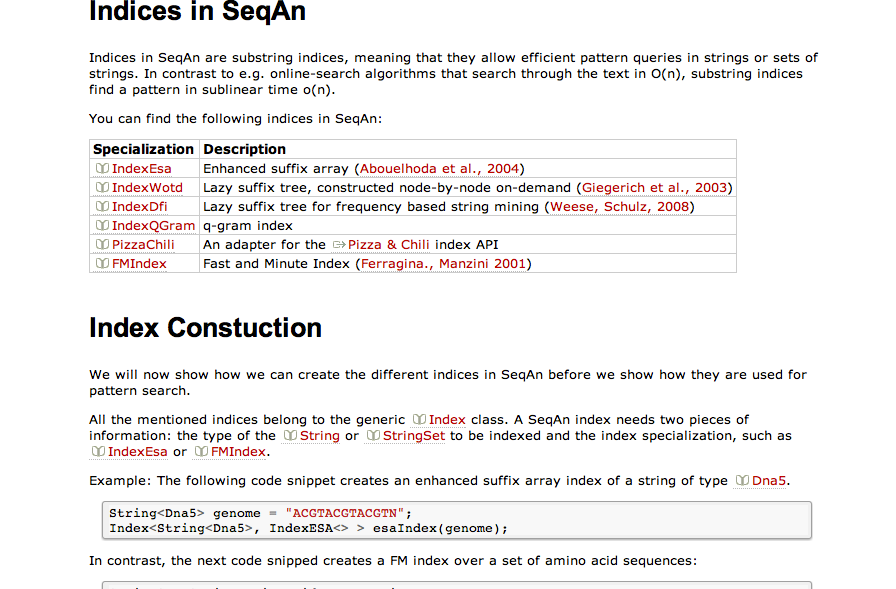 Indices in SeqAn
Indices in SeqAn are substring indices, meaning that they allow efficient pattern queries in strings or sets of
strings. In contrast to e.g. online-search algorithms that search through the text in O(n), substring indices
find a pattern in sublinear time o(n).
You can find the following indices in SeqAn:
Specialization Description
IndexEsa Enhanced suffix array (Abouelhoda et al., 2004)
IndexWotd Lazy suffix tree, constructed node-by-node on-demand (Giegerich et al., 2003)
IndexDfi Lazy suffix tree for frequency based string mining (Weese, Schulz, 2008)
IndexQGram q-gram index
PizzaChili An adapter for the Pizza & Chili index API
FMIndex Fast and Minute Index (Ferragina., Manzini 2001)
Index Constuction
We will now show how we can create the different indices in SeqAn before we show how they are used for
pattern search.
All the mentioned indices belong to the generic Index class. A SeqAn index needs two pieces of
information: the type of the String or StringSet to be indexed and the index specialization, such as
IndexEsa or FMIndex.
Example: The following code snippet creates an enhanced suffix array index of a string of type Dna5.
String<Dna5> genome = "ACGTACGTACGTN";
Index<String<Dna5>, IndexESA<> > esaIndex(genome);
In contrast, the next code snipped creates a FM index over a set of amino acid sequences: